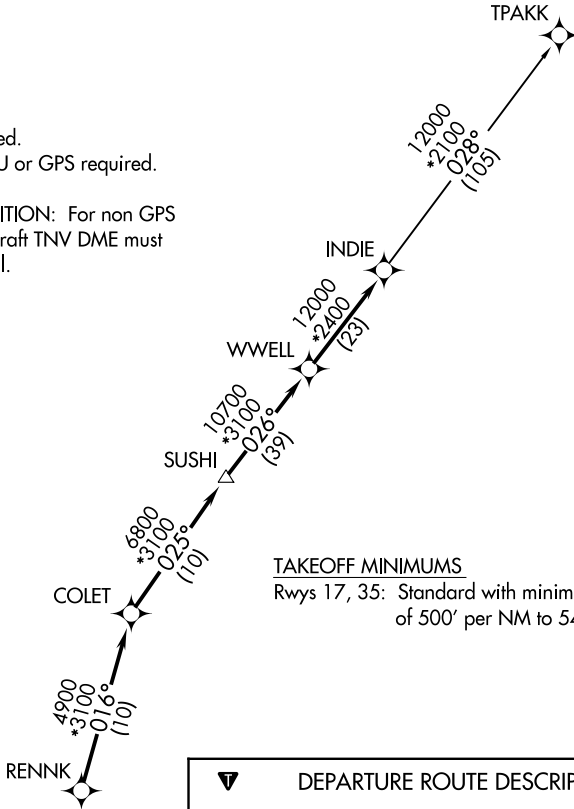 TPAKK
ed.
U or GPS required.
ITION: For non GPS
raft TNV DME must
l.
12000
*2100
028°
(105)
INDIE
12000
*2400
(23)
WWELL
10700
*3100
026°
(39)
SUSHI
6800
*3100
025°
(10)
TAKEOFF MINIMUMS
Rwys 17, 35: Standard with minim
of 500' per NM to 54
COLET
4900
*3100
016°
(10)
RENNK
T DEPARTURE ROUTE DESCRIP